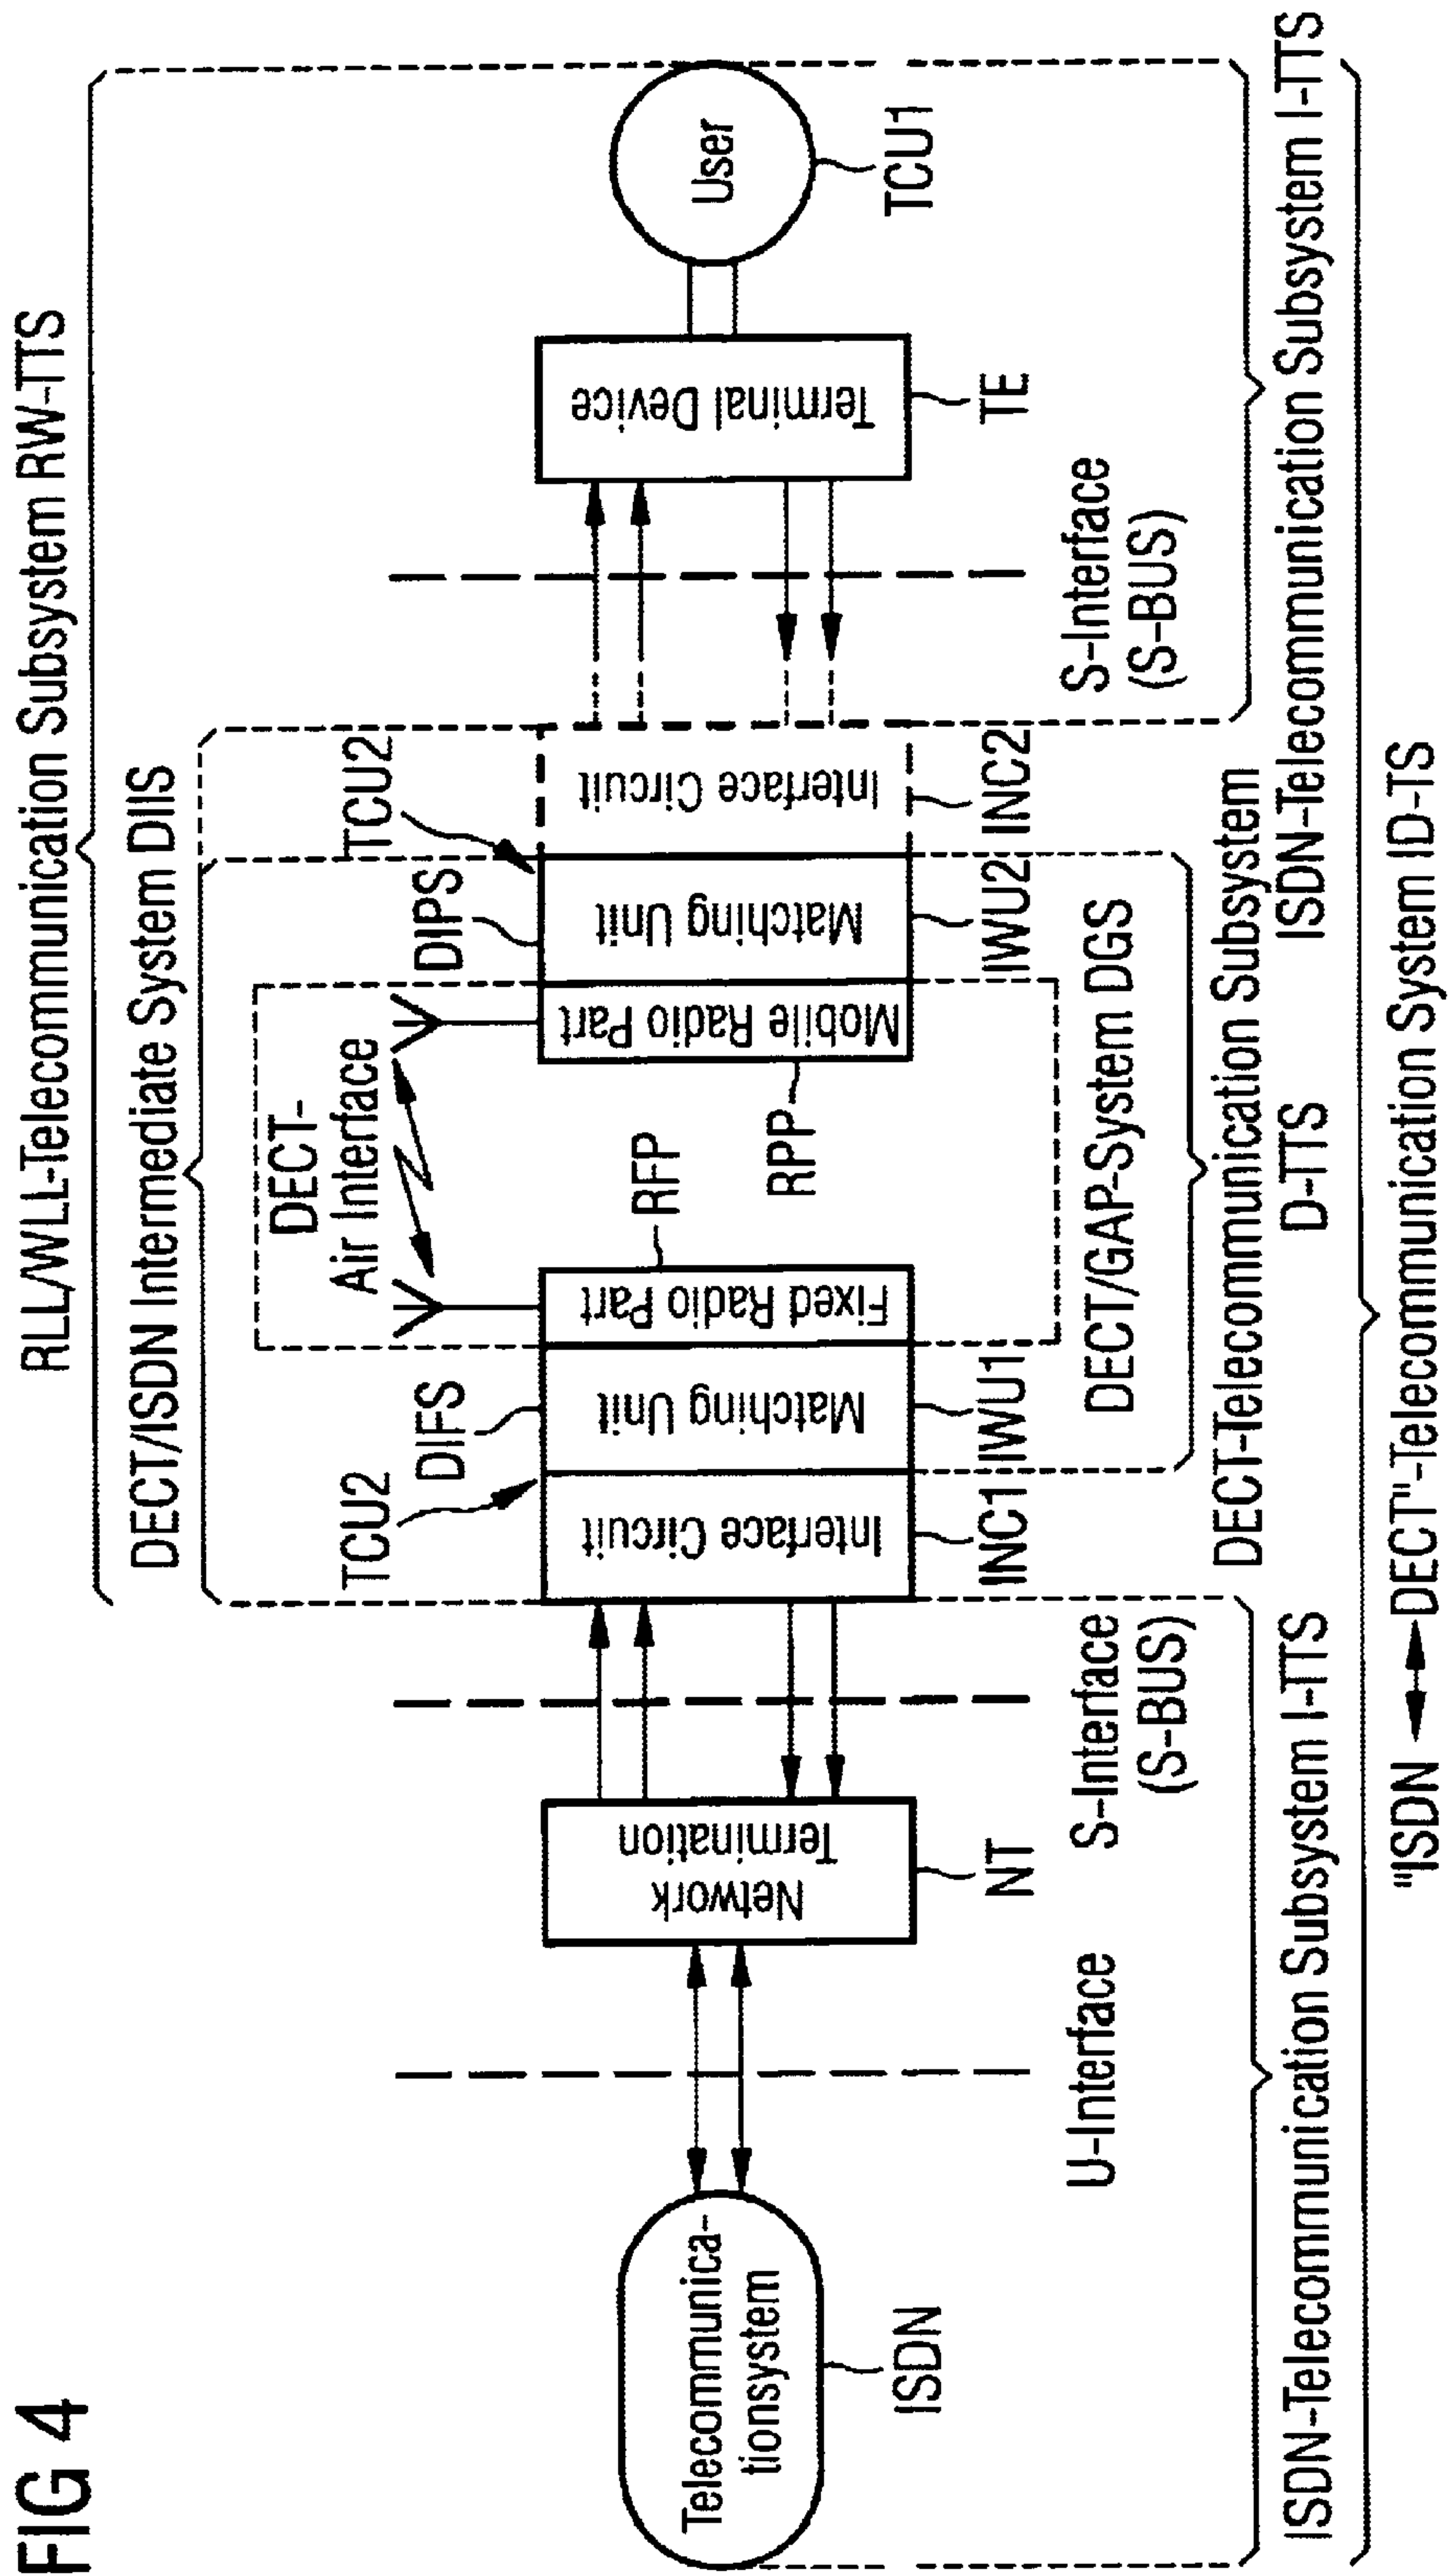 FIG 4
RLL/WLL-Telecommunication Subsystem RW-TTS
DECT/ISDN Intermediate System DIIS
DECT-
Air Interface
TCU2
DIFS
RFP
DIPS
TCU2
Telecommunica-
tionsystem
ISDN
U-Interface
Network
Termination
NT
S-Interface
(S-BUS)
Interface Circuit
INC1
Matching Unit
IWU1
Fixed Radio Part
Mobile Radio Part
RPP
Matching Unit
IWU2
Interface Circuit
INC2
S-Interface
(S-BUS)
Terminal Device
TE
User
TCU1
DECT/GAP-System DGS
DECT-Telecommunication Subsystem
D-TTS
ISDN-Telecommunication Subsystem I-TTS
ISDN-Telecommunication Subsystem I-TTS
"ISDN ◄─► DECT"-Telecommunication System ID-TS